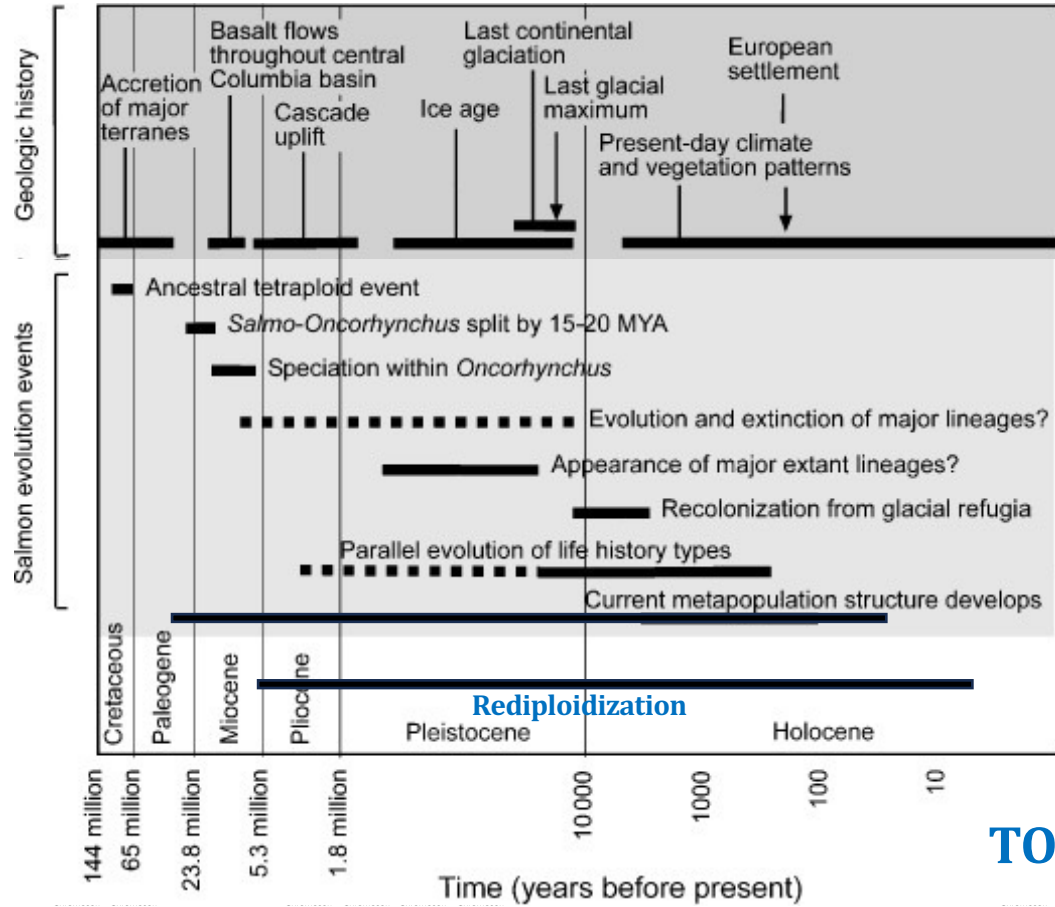 Geologic history
Accretion
of major
terranes
Basalt flows
throughout central
Columbia basin
Cascade
uplift
Ice age
Last continental
glaciation
Last glacial
maximum
European
settlement
Present-day climate
and vegetation patterns
Salmon evolution events
Ancestral tetraploid event
Salmo-Oncorhynchus split by 15-20 MYA
Speciation within Oncorhynchus
Evolution and extinction of major lineages?
Appearance of major extant lineages?
Recolonization from glacial refugia
Parallel evolution of life history types
Current metapopulation structure develops
Rediploidization
Cretaceous
Paleogene
Miocene
Pliocene
Pleistocene
Holocene
144 million
65 million
23.8 million
5.3 million
1.8 million
10 000
1000
100
10
TO
Time (years before present)